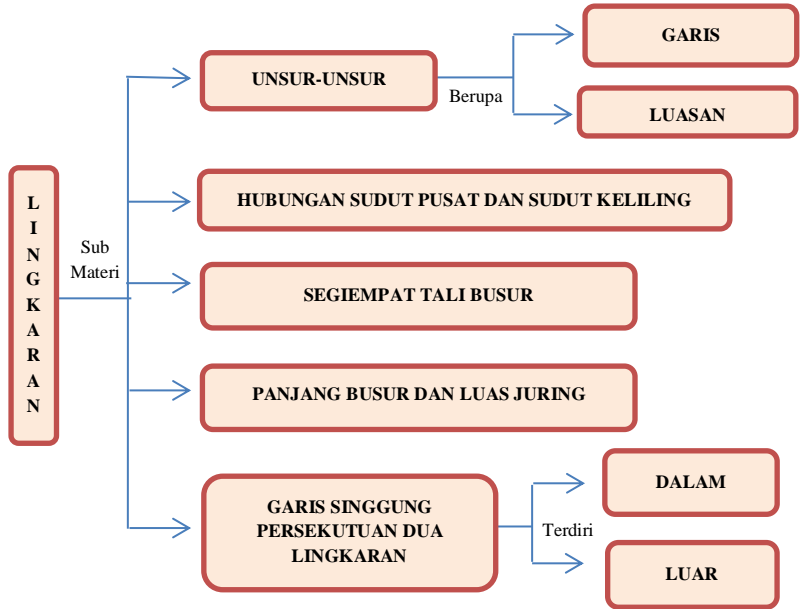 LINGKARAN
Sub
Materi
UNSUR-UNSUR
Berupa
GARIS
LUASAN
HUBUNGAN SUDUT PUSAT DAN SUDUT KELILING
SEGIEMPAT TALI BUSUR
PANJANG BUSUR DAN LUAS JURING
GARIS SINGGUNG
PERSEKUTUAN DUA
LINGKARAN
Terdiri
DALAM
LUAR